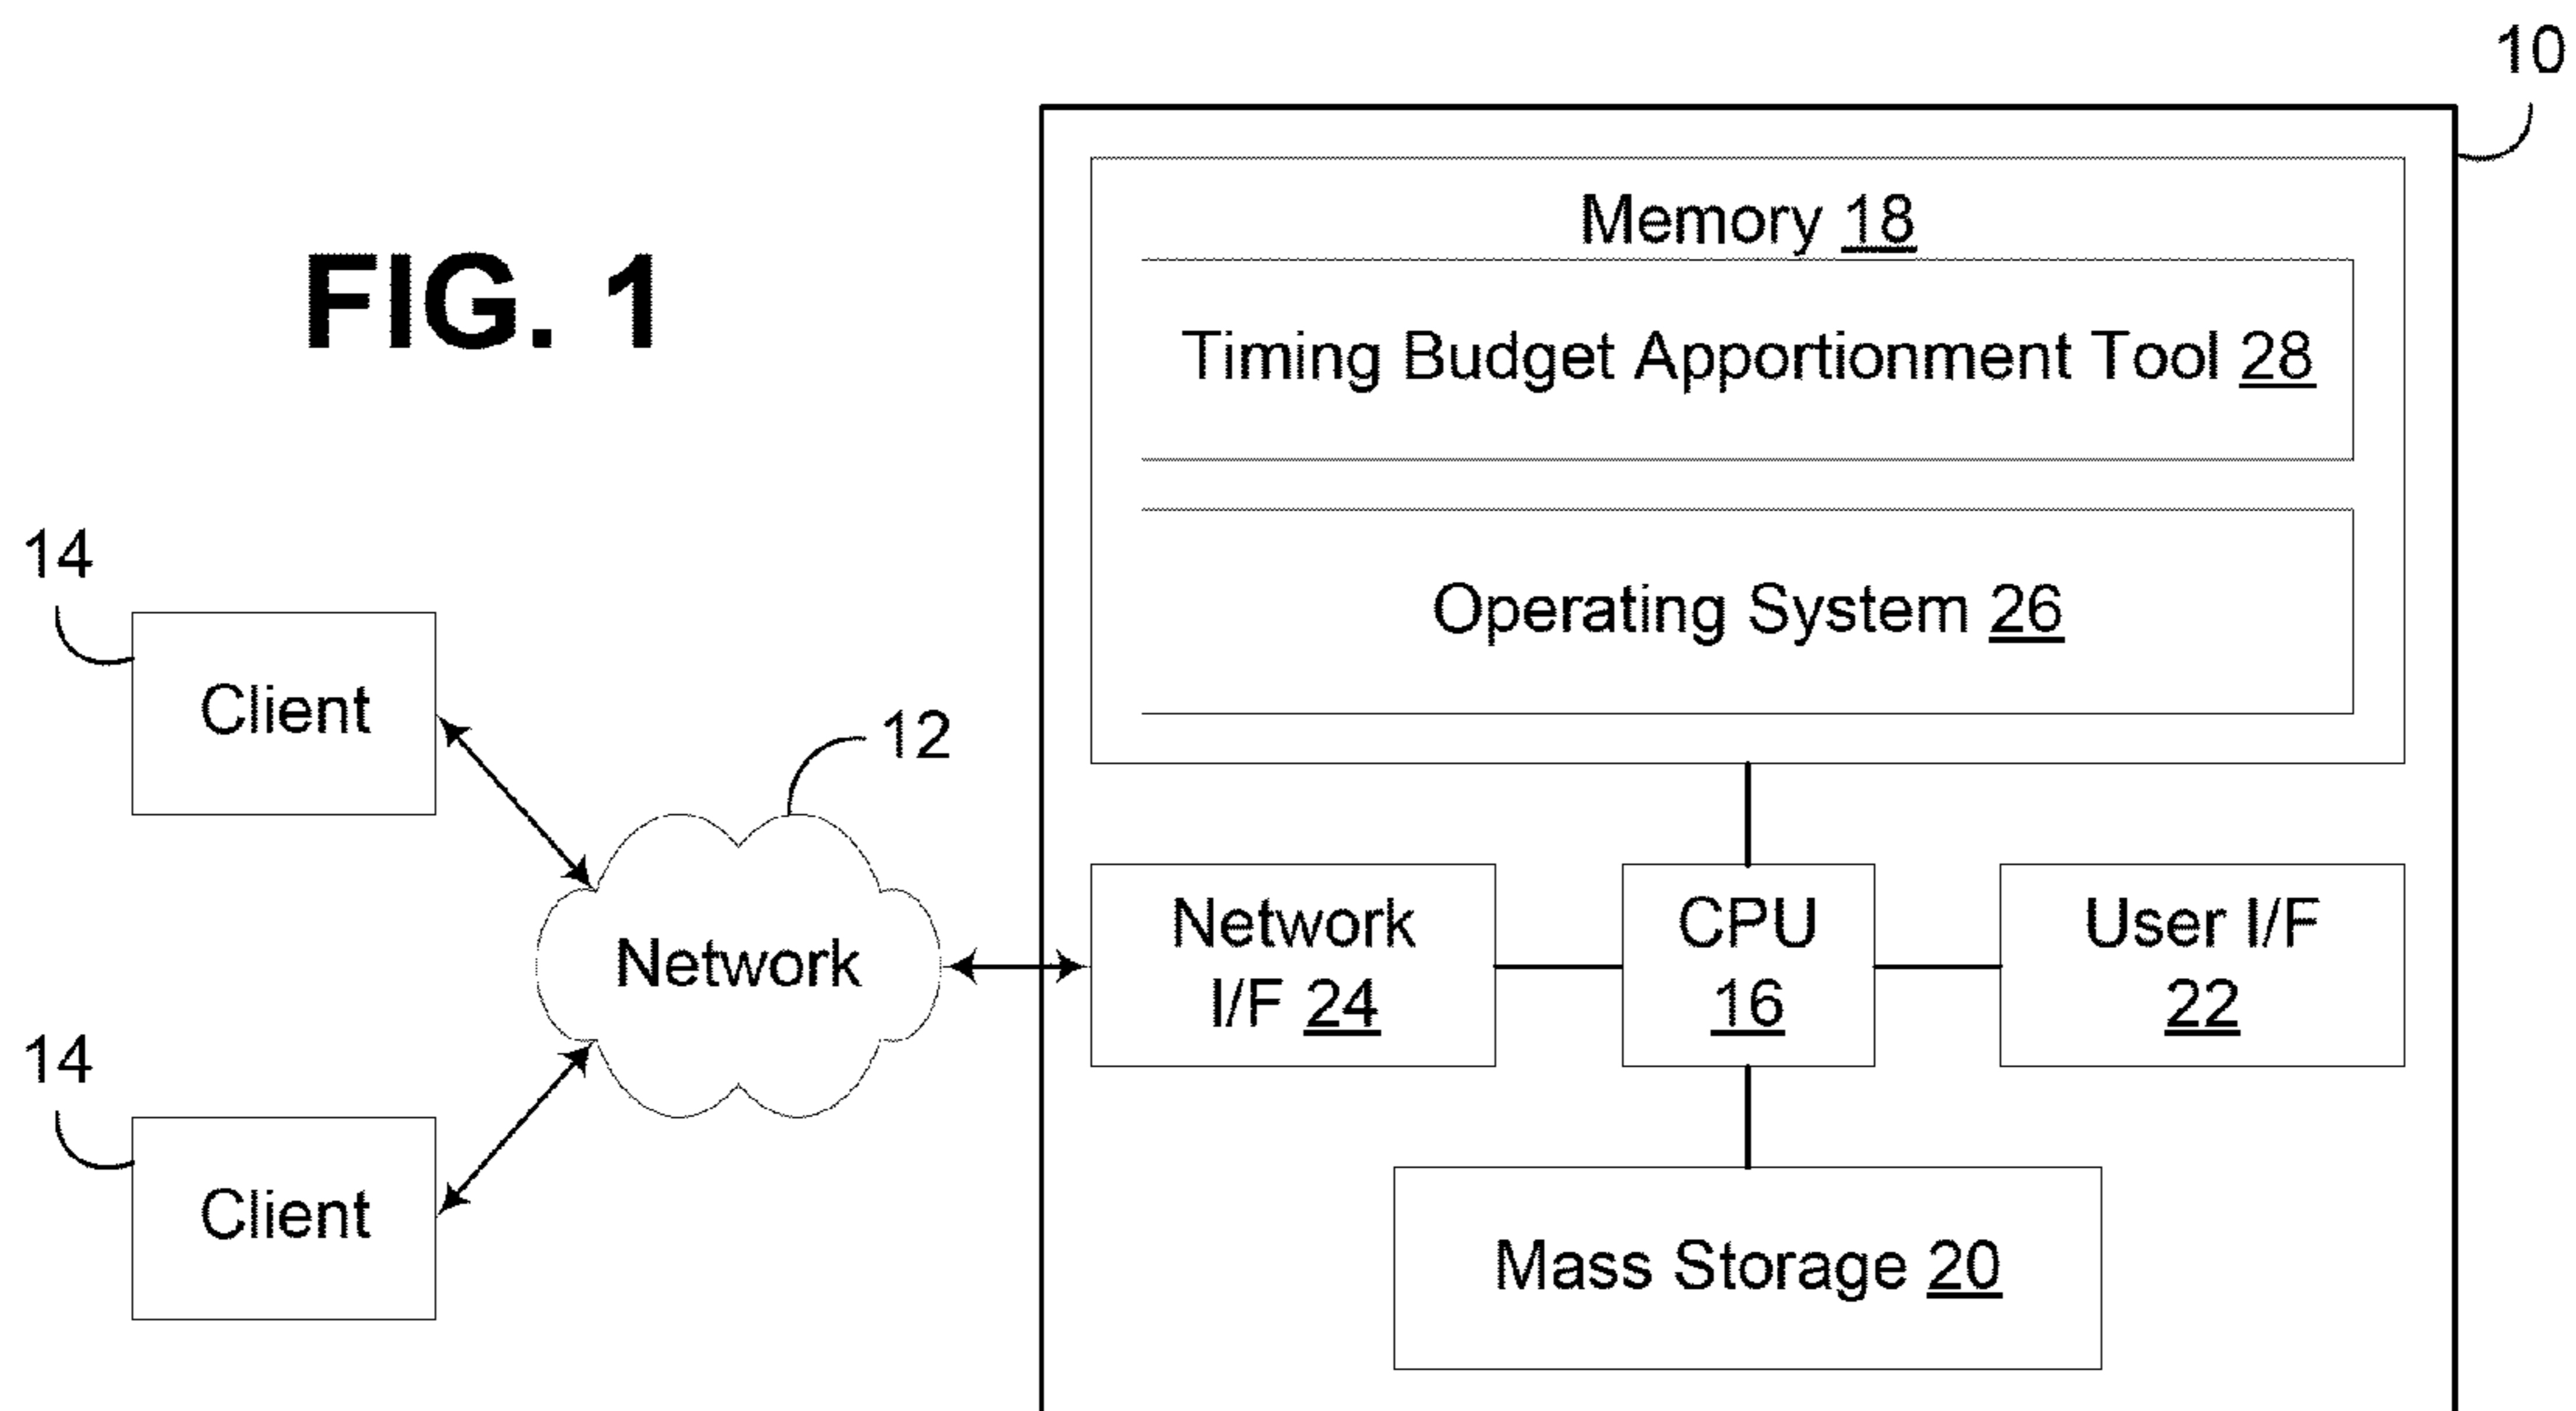 10
FIG. 1
Memory 18
Timing Budget Apportionment Tool 28
Operating System 26
14
Client
12
Network
Network
I/F 24
CPU
16
User I/F
22
14
Client
Mass Storage 20